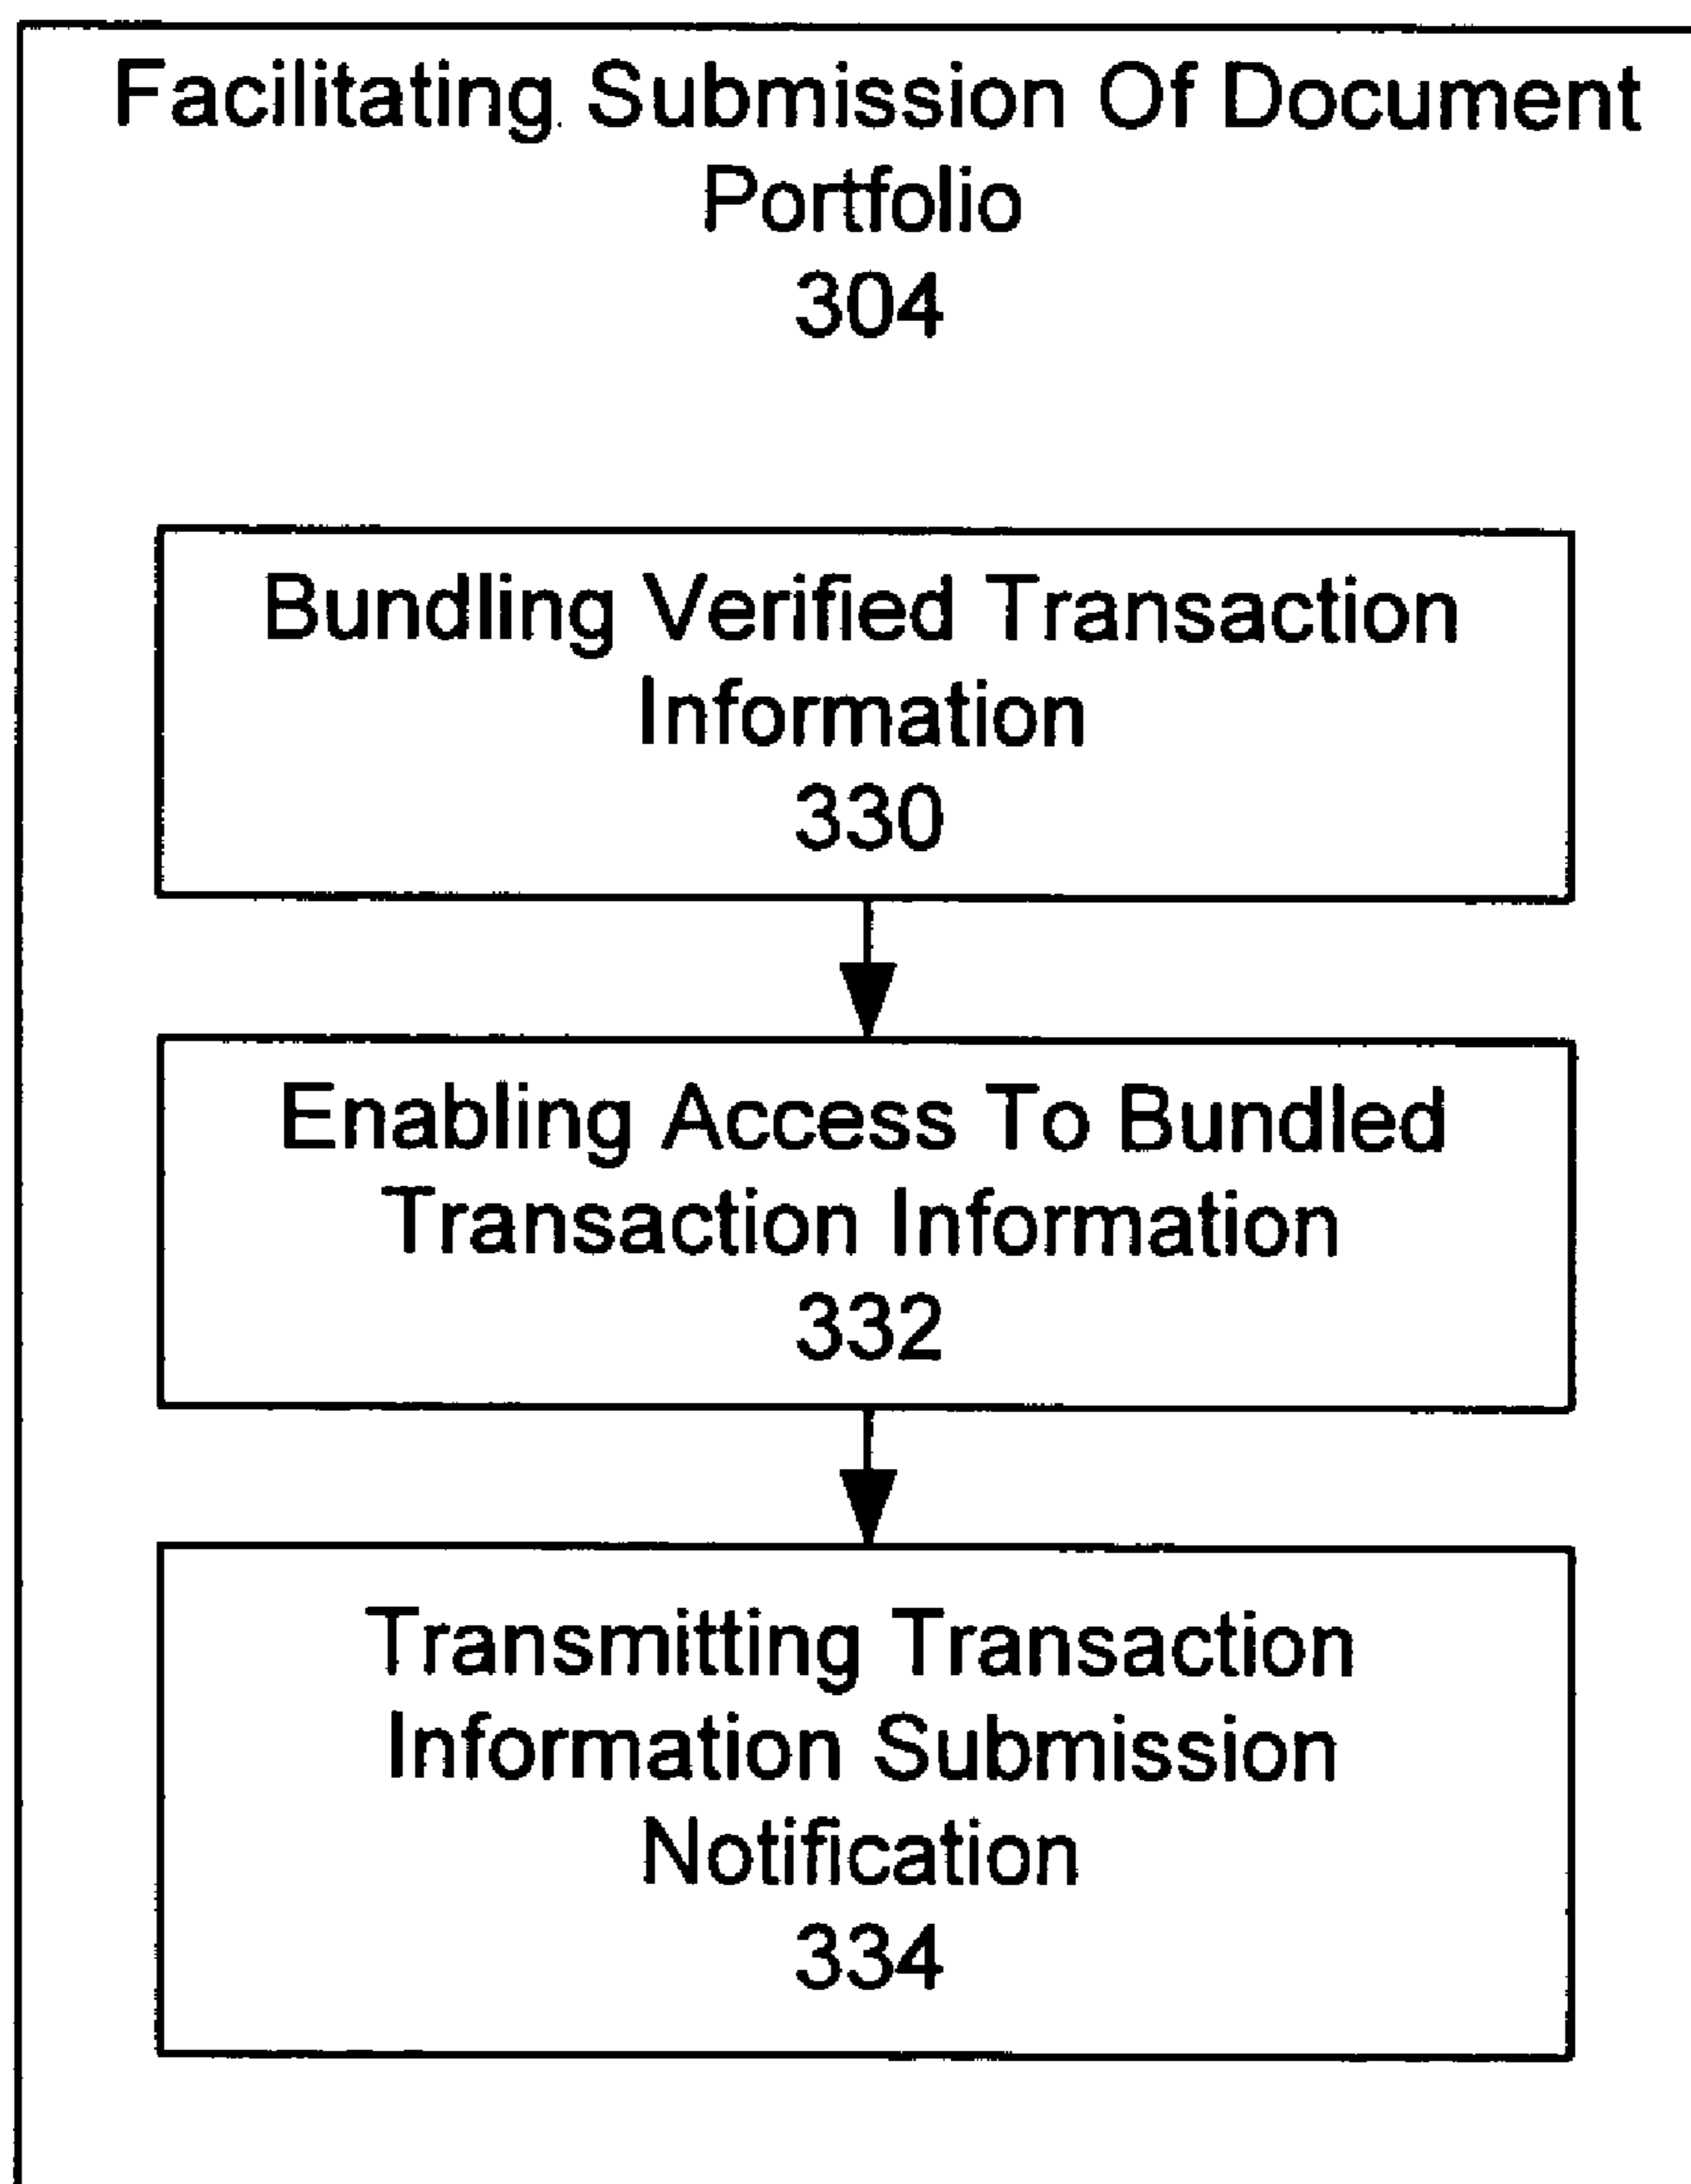 Facilitating Submission Of Document
Portfolio
304
Bundling Verified Transaction
Information
330
Enabling Access To Bundled
Transaction Information
332
Transmitting Transaction
Information Submission
Notification
334